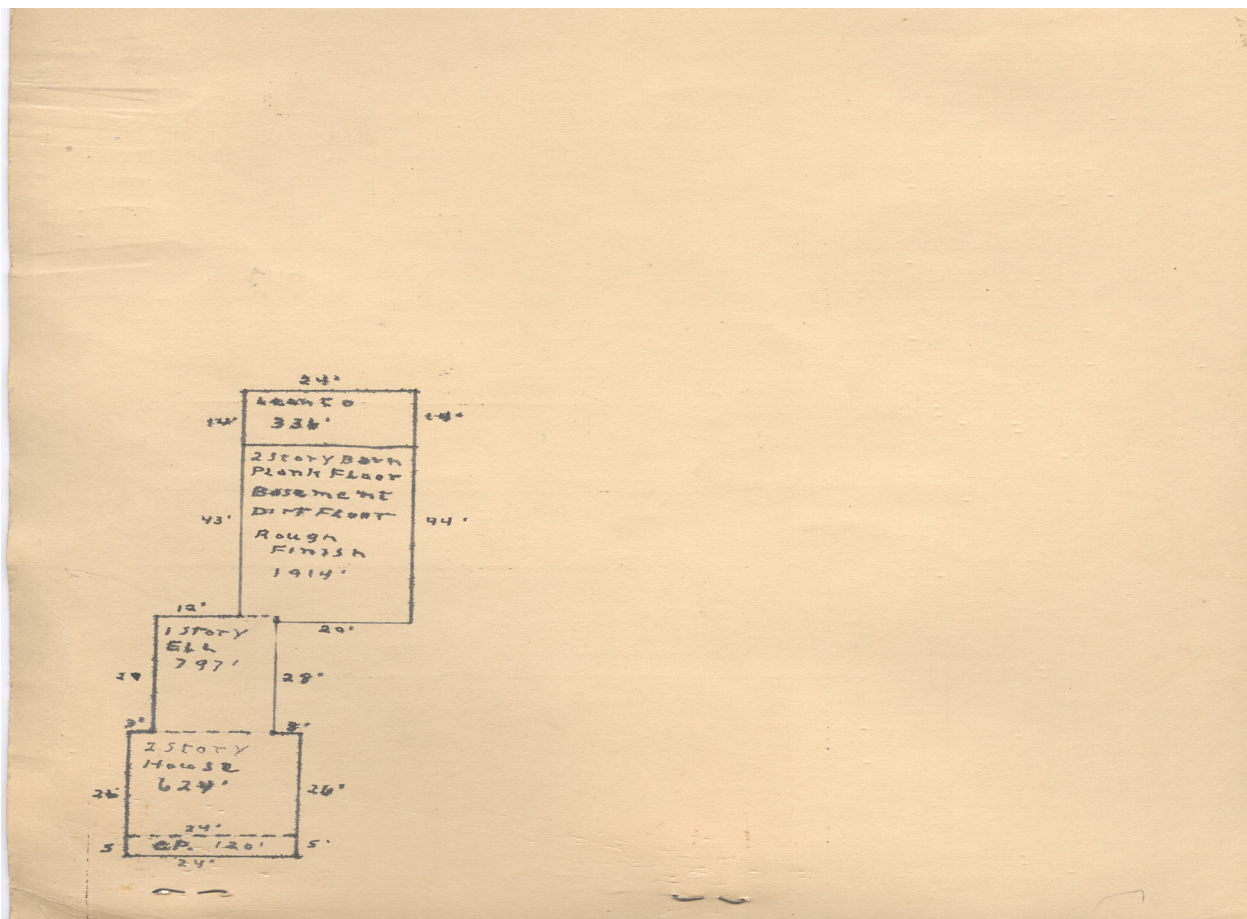 24'
Lean to
14'
336'
14'
2 Story Barn
Plank Floor
Basement
Dirt Floor
43'
44'
Rough
Finish
1914'
12'
20'
1 Story
Ell
797'
28'
3'
3'
2 Story
House
624'
26
26'
24'
5
EP. 120'
5'
24'